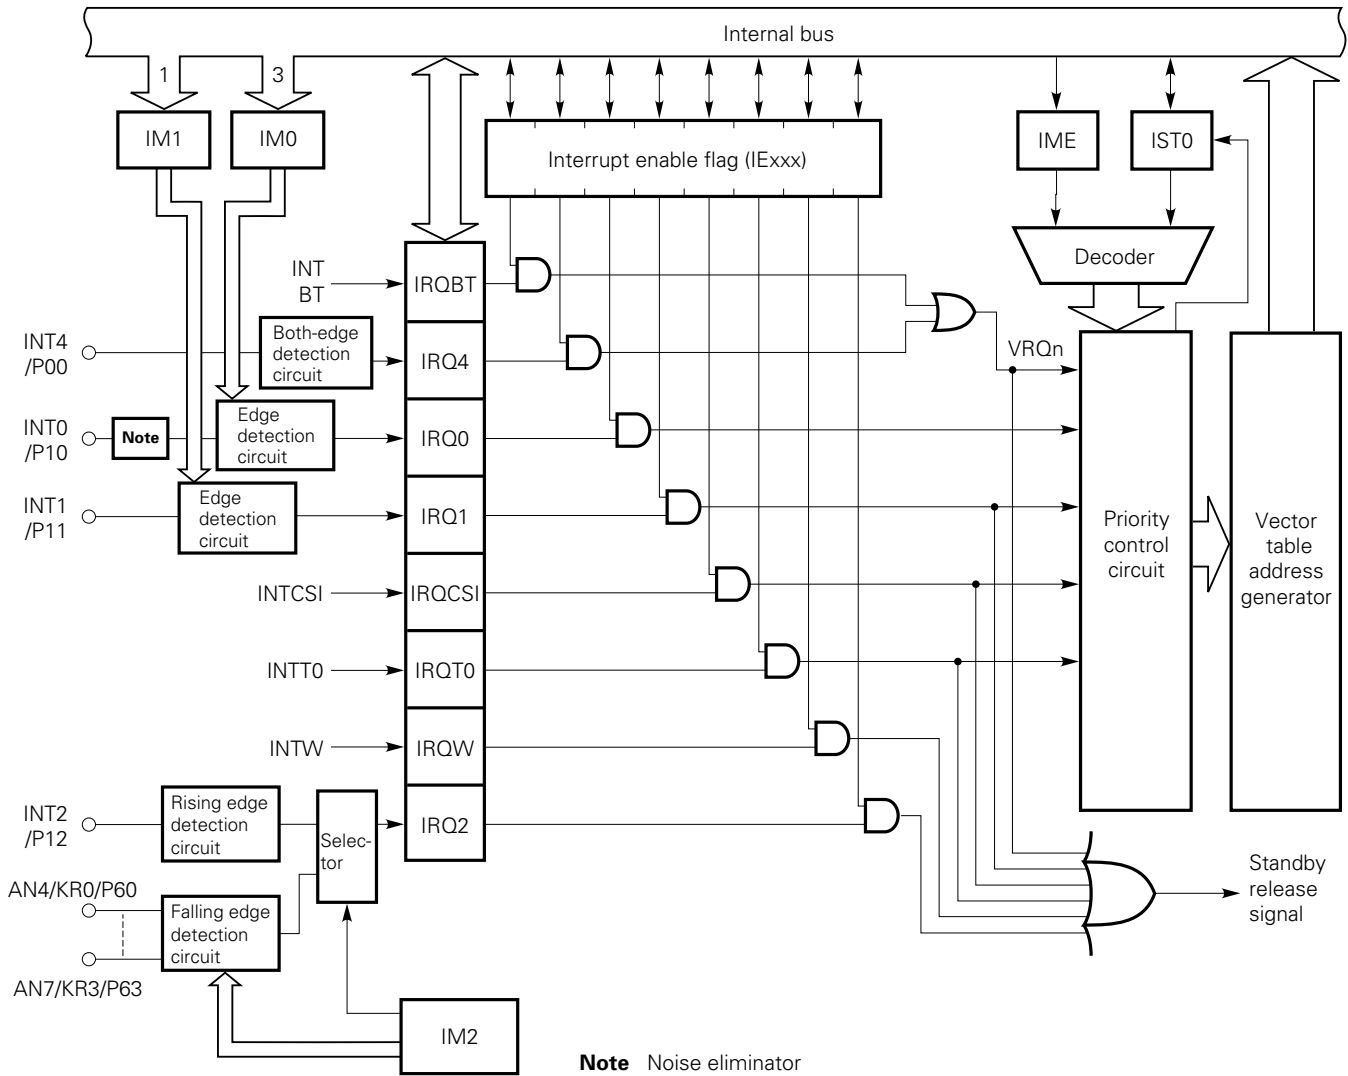 Internal bus
1
3
IM1
IM0
Interrupt enable flag (IExxx)
IME
IST0
Decoder
INT
BT
IRQBT
INT4
/P00
Both-edge
detection
circuit
IRQ4
VRQn
INT0
/P10
Note
Edge
detection
circuit
IRQ0
INT1
/P11
Edge
detection
circuit
IRQ1
Priority
control
circuit
Vector
table
address
generator
INTCSI
IRQCSI
INTT0
IRQT0
INTW
IRQW
INT2
/P12
Rising edge
detection
circuit
Selec-
tor
IRQ2
AN4/KR0/P60
Falling edge
detection
circuit
AN7/KR3/P63
Standby
release
signal
IM2
Note Noise eliminator